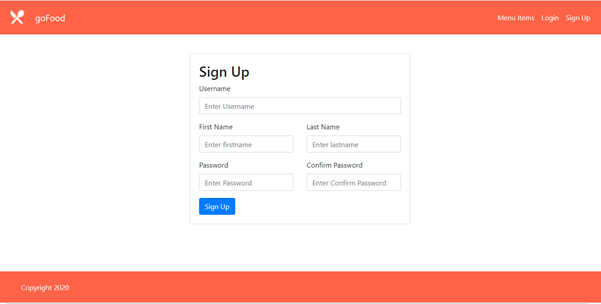 goFood Menu Items Login Sign Up
Sign Up
Username
Enter Username
First Name Last Name
Enter firstname Enter lastname
Password Confirm Password
Enter Password Enter Confirm Password
Sign Up
Copyright 2020